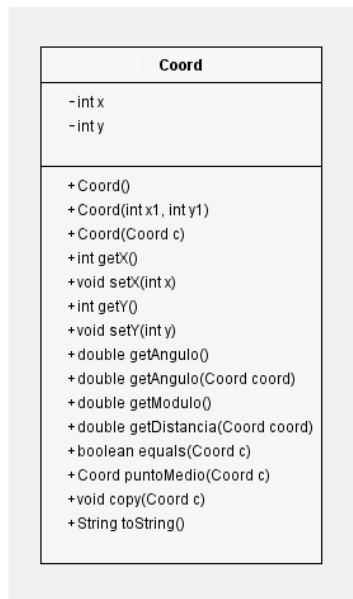 Coord
-int x
-int y
+Coord()
+Coord(int x1, int y1)
+Coord(Coord c)
+int getX()
+void setX(int x)
+int getY()
+void setY(int y)
+double getAngulo()
+double getAngulo(Coord coord)
+double getModulo()
+double getDistancia(Coord coord)
+boolean equals(Coord c)
+Coord puntoMedio(Coord c)
+void copy(Coord c)
+String toString()